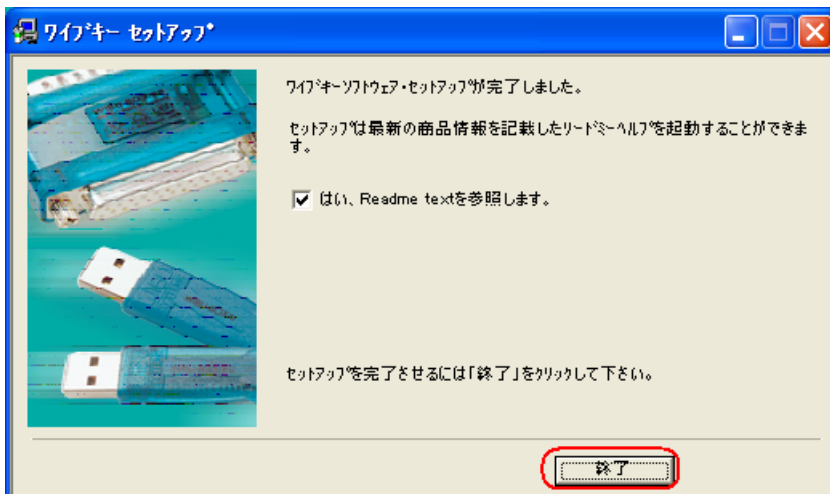 ワイブキー セットアップ
ワイブキーソフトウェア・セットアップが完了しました。
セットアップは最新の商品情報を記載したリードミーヘルプを起動することができま
す。
はい、Readme textを参照します。
セットアップを完了させるには「終了」をクリックして下さい。
終了